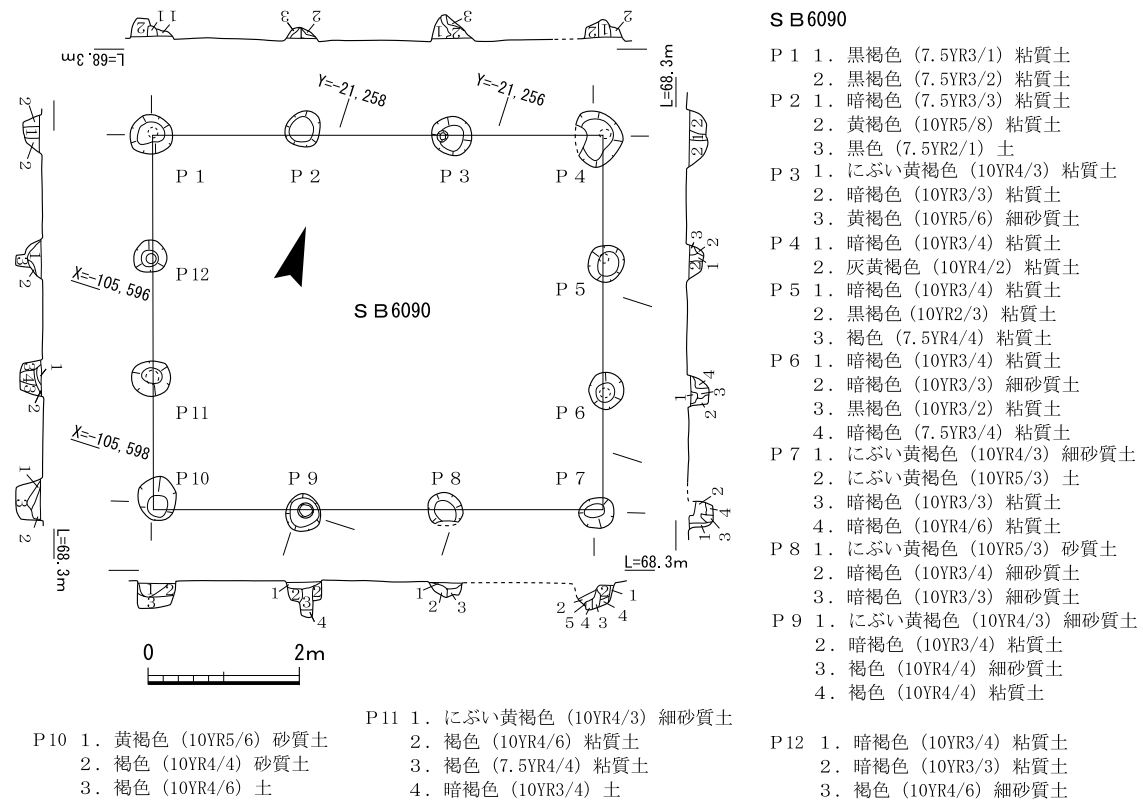 ＳＢ6090
Ｐ１ １．黒褐色（7.5YR3/1）粘質土
２．黒褐色（7.5YR3/2）粘質土
Ｐ２ １．暗褐色（7.5YR3/3）粘質土
２．黄褐色（10YR5/8）粘質土
３．黒色（7.5YR2/1）土
Ｐ３ １．にぶい黄褐色（10YR4/3）粘質土
２．暗褐色（10YR3/3）粘質土
３．黄褐色（10YR5/6）細砂質土
Ｐ４ １．暗褐色（10YR3/4）粘質土
２．灰黄褐色（10YR4/2）粘質土
Ｐ５ １．暗褐色（10YR3/4）粘質土
２．黒褐色（10YR2/3）粘質土
３．褐色（7.5YR4/4）粘質土
Ｐ６ １．暗褐色（10YR3/4）粘質土
２．暗褐色（10YR3/3）細砂質土
３．黒褐色（10YR3/2）粘質土
４．暗褐色（7.5YR3/4）粘質土
Ｐ７ １．にぶい黄褐色（10YR4/3）細砂質土
２．にぶい黄褐色（10YR5/3）土
３．暗褐色（10YR3/3）粘質土
４．暗褐色（10YR4/6）粘質土
Ｐ８ １．にぶい黄褐色（10YR5/3）砂質土
２．暗褐色（10YR3/4）細砂質土
３．暗褐色（10YR3/3）細砂質土
Ｐ９ １．にぶい黄褐色（10YR4/3）細砂質土
２．暗褐色（10YR3/4）粘質土
３．褐色（10YR4/4）細砂質土
４．褐色（10YR4/4）粘質土
Ｐ10 １．黄褐色（10YR5/6）砂質土
２．褐色（10YR4/4）砂質土
３．褐色（10YR4/6）土
Ｐ11 １．にぶい黄褐色（10YR4/3）細砂質土
２．褐色（10YR4/6）粘質土
３．褐色（7.5YR4/4）粘質土
４．暗褐色（10YR3/4）土
Ｐ12 １．暗褐色（10YR3/4）粘質土
２．暗褐色（10YR3/3）粘質土
３．褐色（10YR4/6）細砂質土
L=68.3m
L=68.3m
L=68.3m
L=68.3m
Y=-21,258
Y=-21,256
X=-105,596
X=-105,598
Ｐ１
Ｐ２
Ｐ３
Ｐ４
Ｐ12
Ｐ５
ＳＢ6090
Ｐ11
Ｐ６
Ｐ10
Ｐ９
Ｐ８
Ｐ７
0 2m